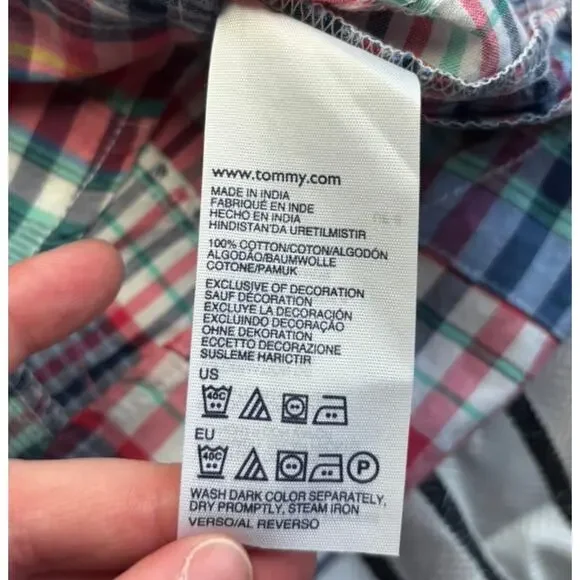 www.tommy.com
MADE IN INDIA
FABRIQUÉ EN INDE
HECHO EN INDIA
HINDISTAN'DA URETILMISTIR
100% COTTON/COTON/ALGODÓN
ALGODÃO/BAUMWOLLE
COTONE/PAMUK
EXCLUSIVE OF DECORATION
SAUF DÉCORATION
EXCLUYE LA DECORACIÓN
EXCLUINDO DECORAÇÃO
OHNE DEKORATION
ECCETTO DECORAZIONE
SUSLEME HARICTIR
US
40C
EU
40C P
WASH DARK COLOR SEPARATELY,
DRY PROMPTLY, STEAM IRON
VERSO/AL REVERSO